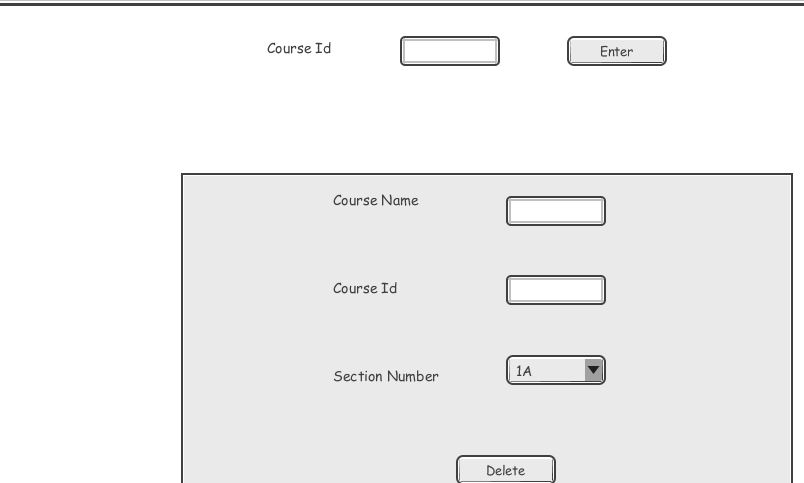 Course Id
Enter
Course Name
Course Id
Section Number
1A
Delete